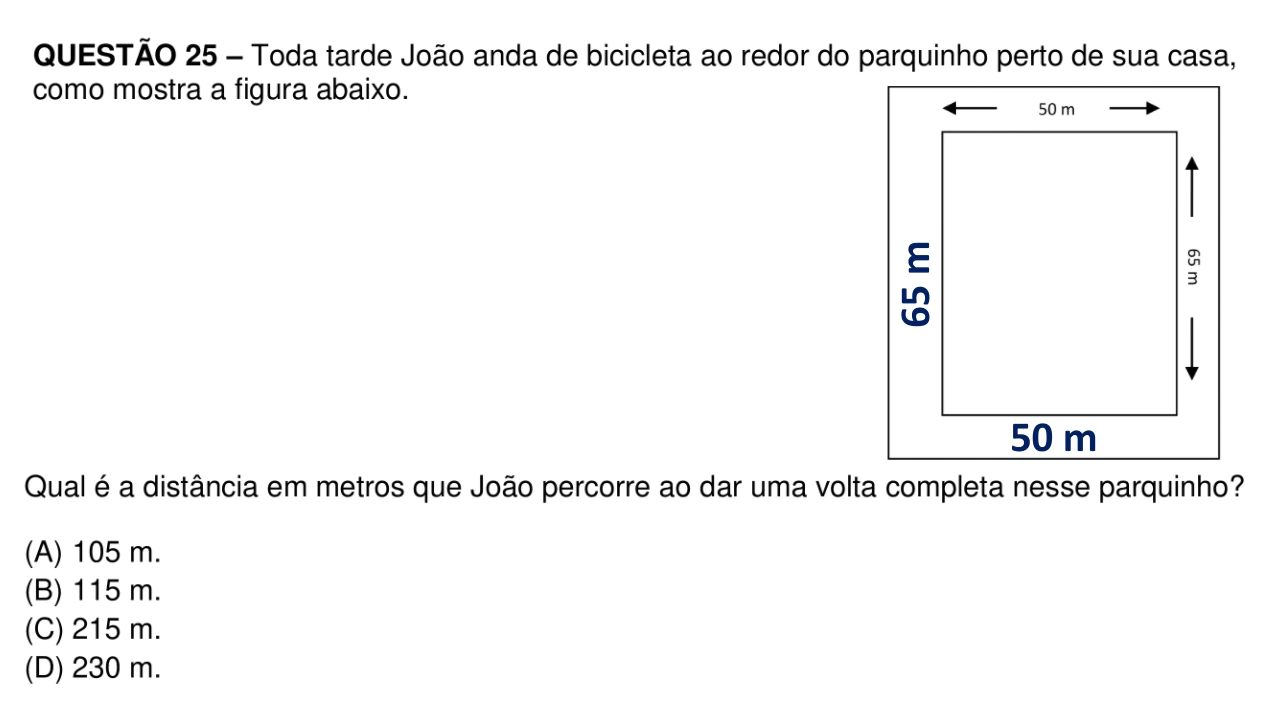 QUESTÃO 25 – Toda tarde João anda de bicicleta ao redor do parquinho perto de sua casa,
como mostra a figura abaixo.
50 m
65 m
65 m
50 m
Qual é a distância em metros que João percorre ao dar uma volta completa nesse parquinho?
(A) 105 m.
(B) 115 m.
(C) 215 m.
(D) 230 m.